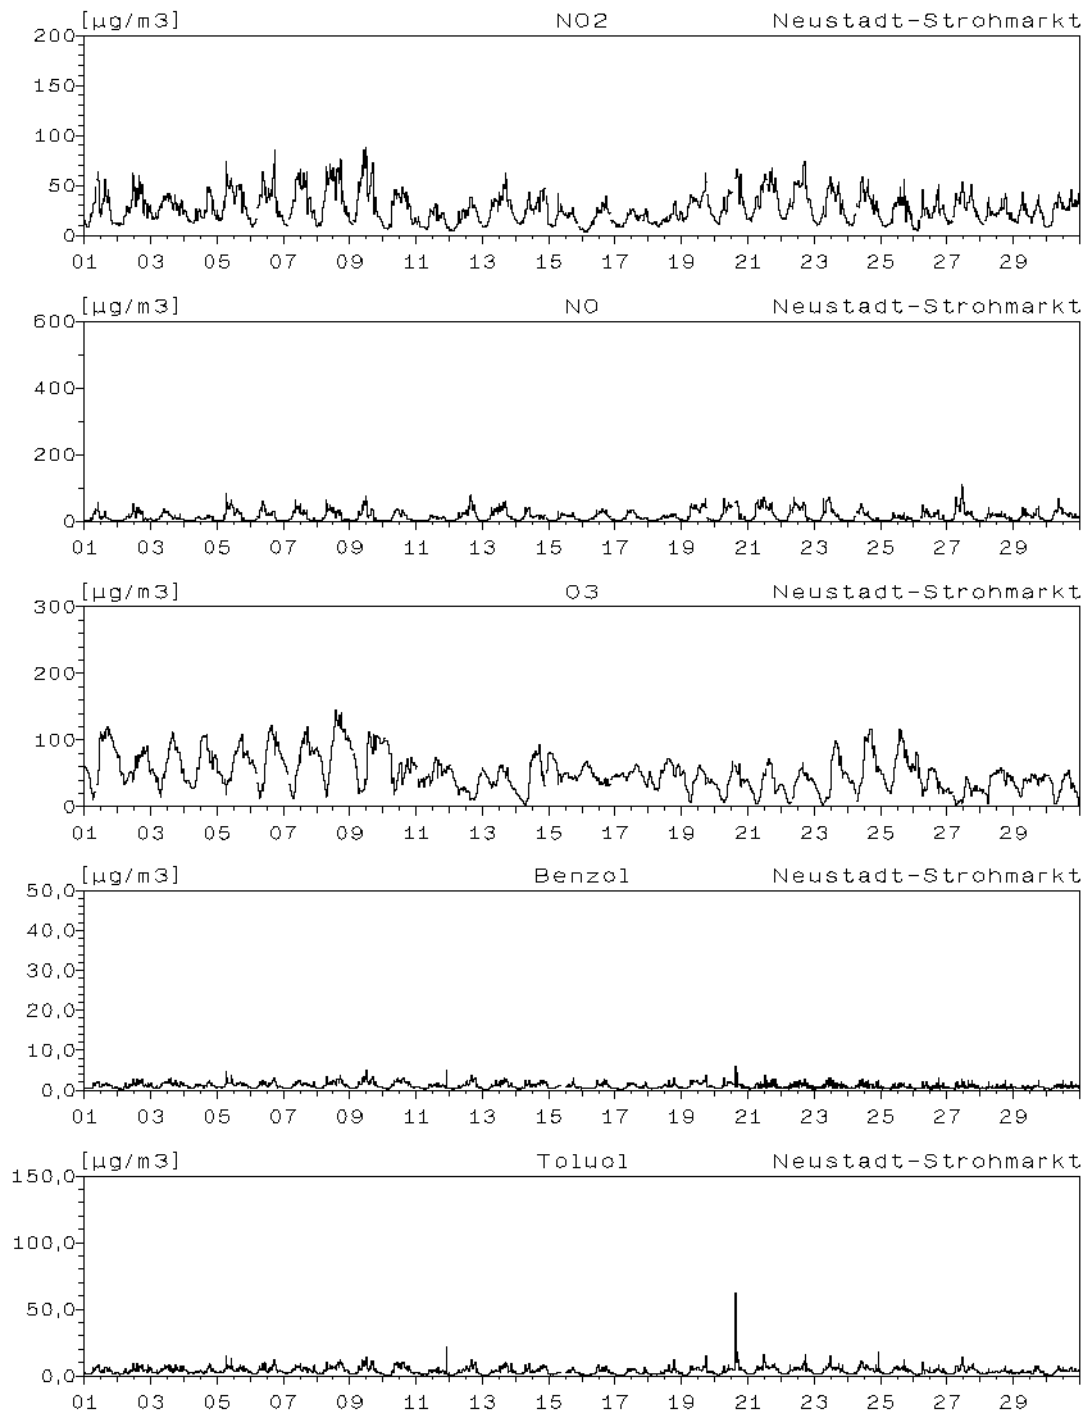 [µg/m3] NO2 Neustadt-Strohmarkt
200
150
100
50
0
01 03 05 07 09 11 13 15 17 19 21 23 25 27 29
[µg/m3] NO Neustadt-Strohmarkt
600
400
200
0
01 03 05 07 09 11 13 15 17 19 21 23 25 27 29
[µg/m3] O3 Neustadt-Strohmarkt
300
200
100
0
01 03 05 07 09 11 13 15 17 19 21 23 25 27 29
[µg/m3] Benzol Neustadt-Strohmarkt
50,0
40,0
30,0
20,0
10,0
0,0
01 03 05 07 09 11 13 15 17 19 21 23 25 27 29
[µg/m3] Toluol Neustadt-Strohmarkt
150,0
100,0
50,0
0,0
01 03 05 07 09 11 13 15 17 19 21 23 25 27 29